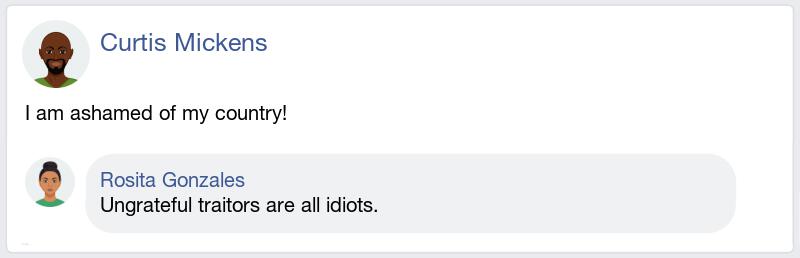 Curtis Mickens
I am ashamed of my country!
Rosita Gonzales
Ungrateful traitors are all idiots.